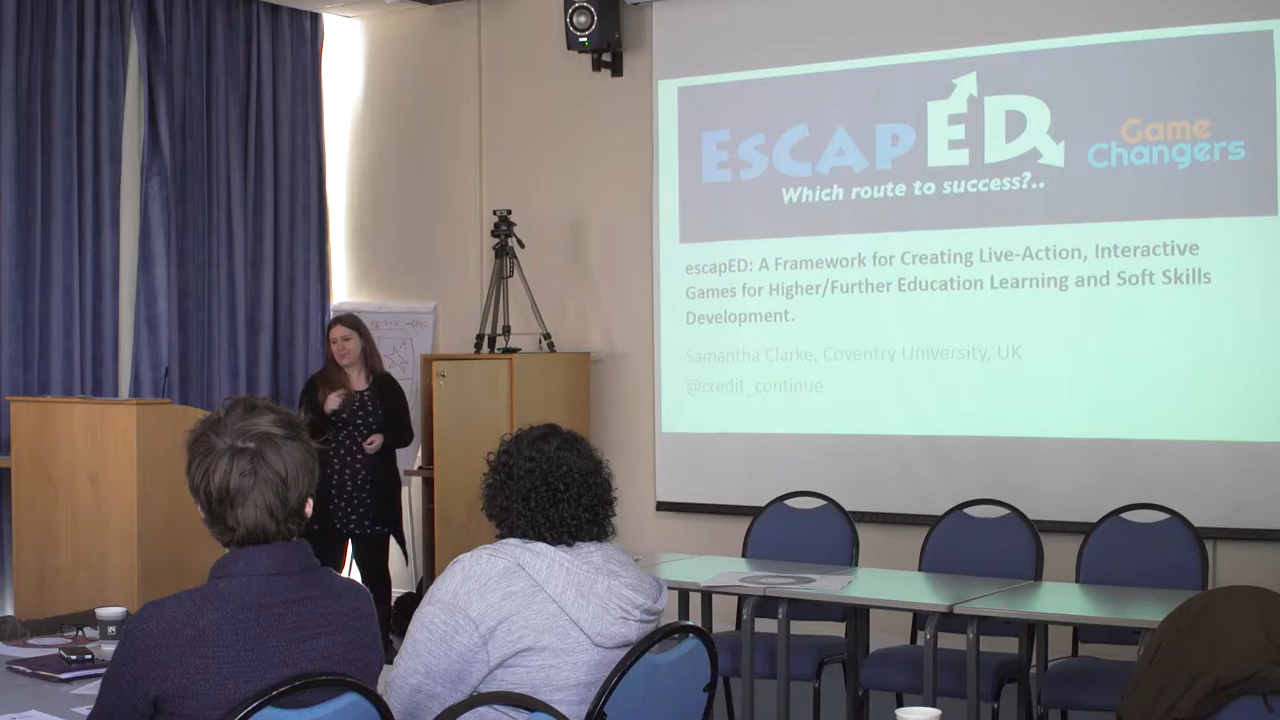 EsCAPED
Game
Changers
Which route to success?..
escapED: A Framework for Creating Live-Action, Interactive
Games for Higher/Further Education Learning and Soft Skills
Development.
Samantha Clarke, Coventry University, UK
@credit_continue